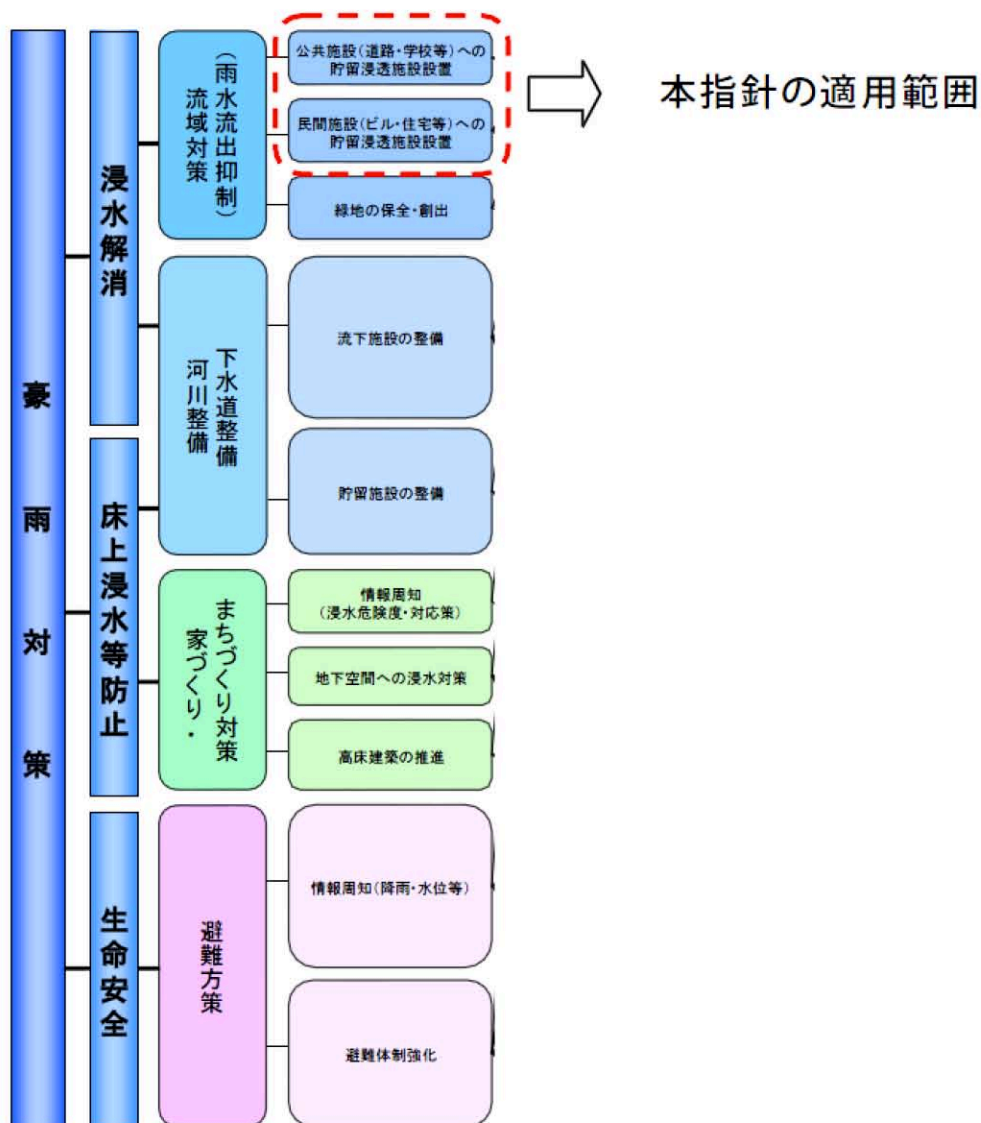 豪雨対策
浸水解消
床上浸水等防止
生命安全
流域対策
（雨水流出抑制）
河川整備
下水道整備
家づくり・
まちづくり対策
避難方策
公共施設（道路・学校等）への
貯留浸透施設設置
民間施設（ビル・住宅等）への
貯留浸透施設設置
緑地の保全・創出
流下施設の整備
貯留施設の整備
情報周知
（浸水危険度・対応策）
地下空間への浸水対策
高床建築の推進
情報周知（降雨・水位等）
避難体制強化
本指針の適用範囲